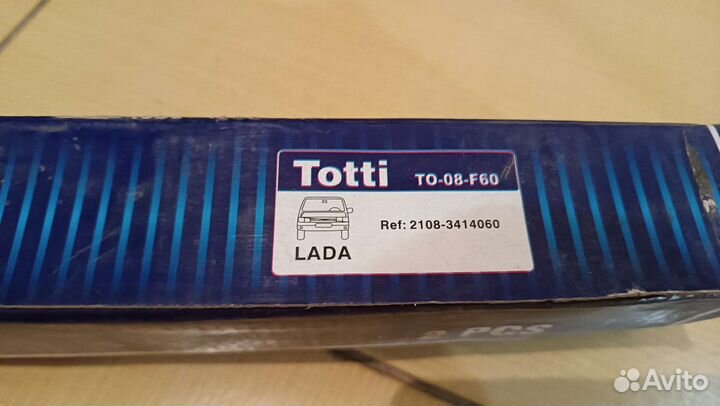 Totti TO-08-F60
Ref: 2108-3414060
LADA
2 PCS
Avito